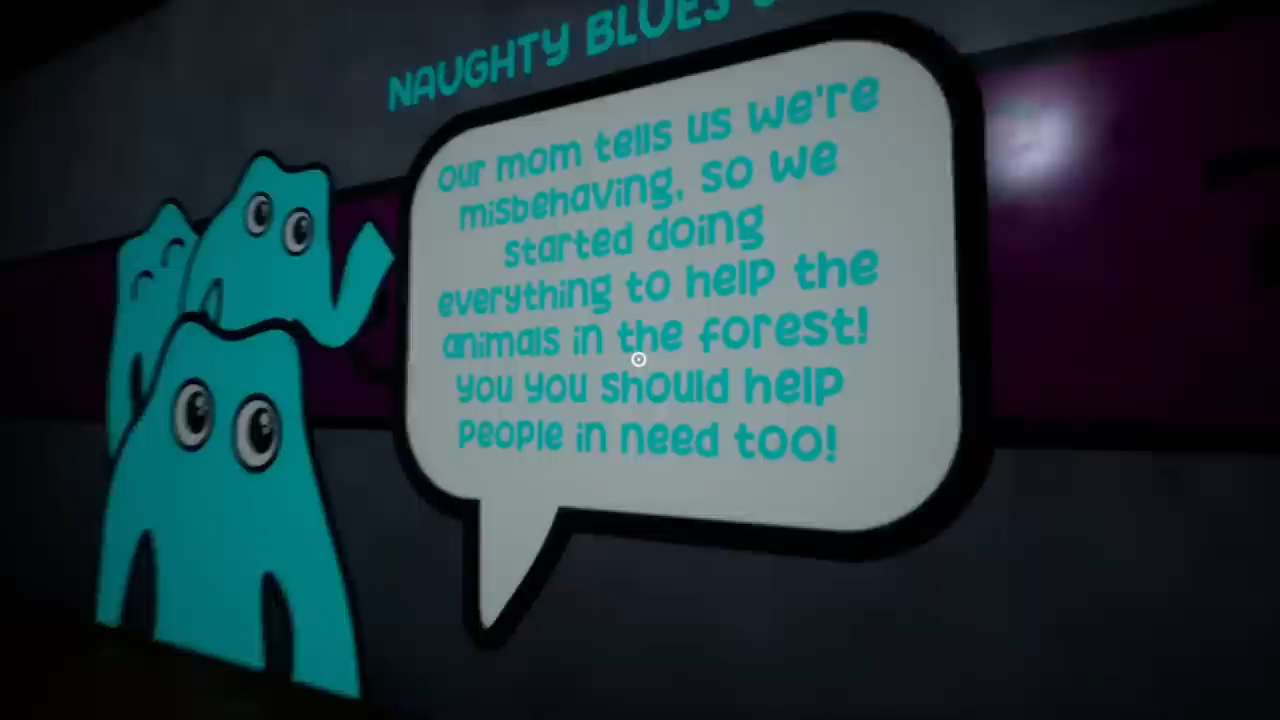 NAUGHTY BLUES
our mom tells us we're
misbehaving, so we
started doing
everything to help the
animals in the forest!
you you should help
people in need too!